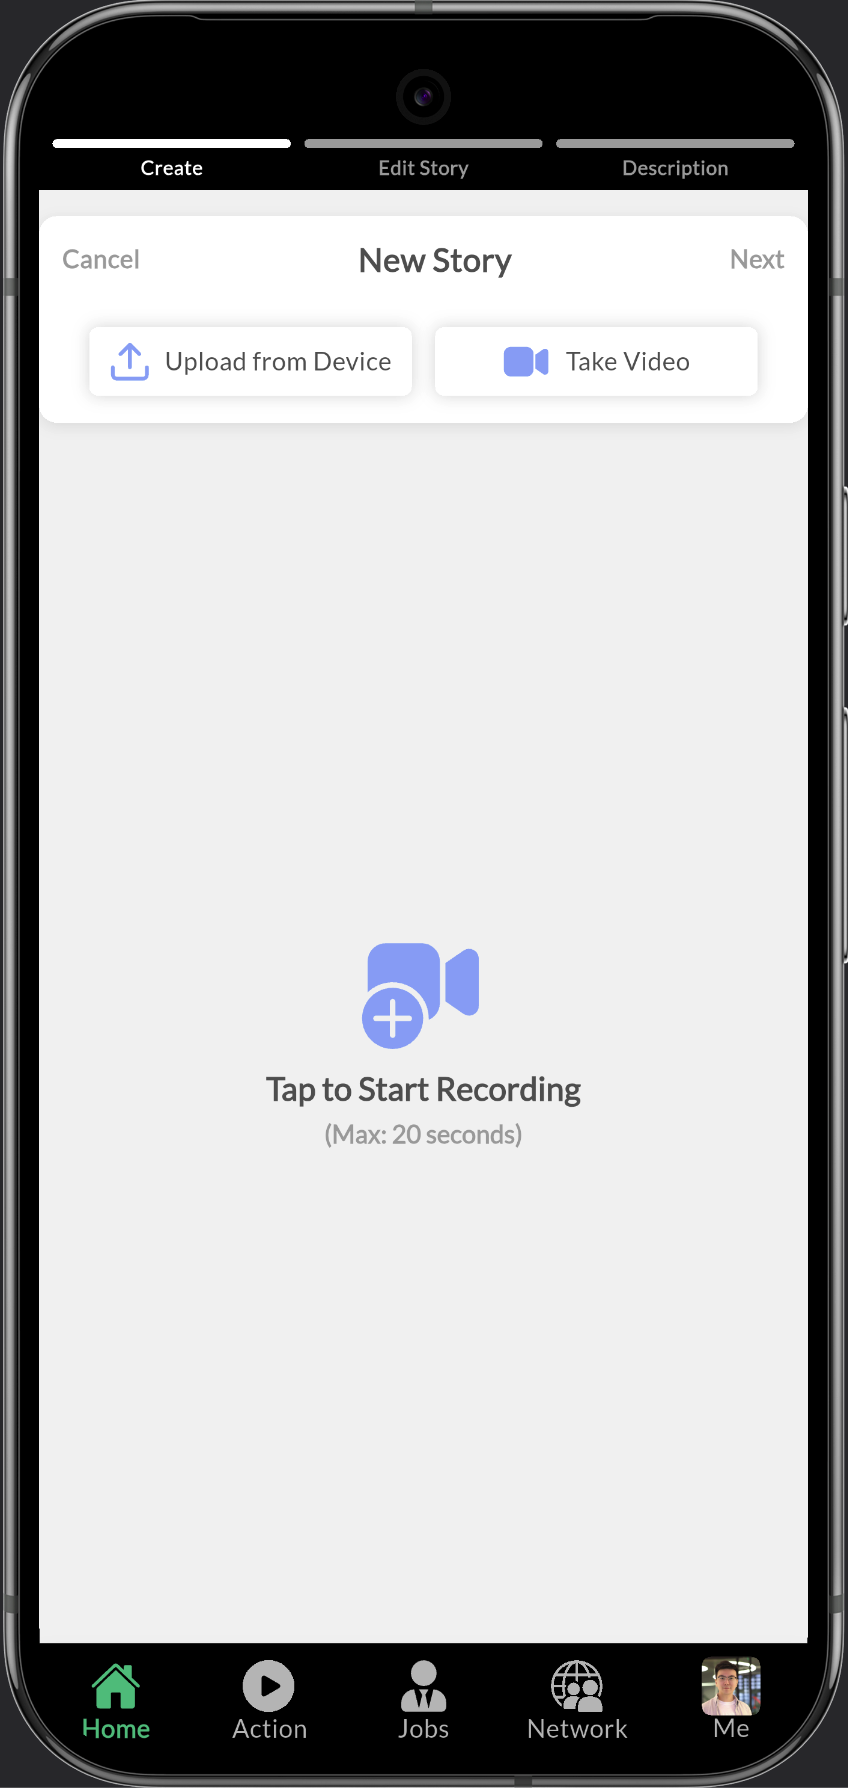 Create Edit Story Description
Cancel New Story Next
Upload from Device Take Video
Tap to Start Recording
(Max: 20 seconds)
Home Action Jobs Network Me